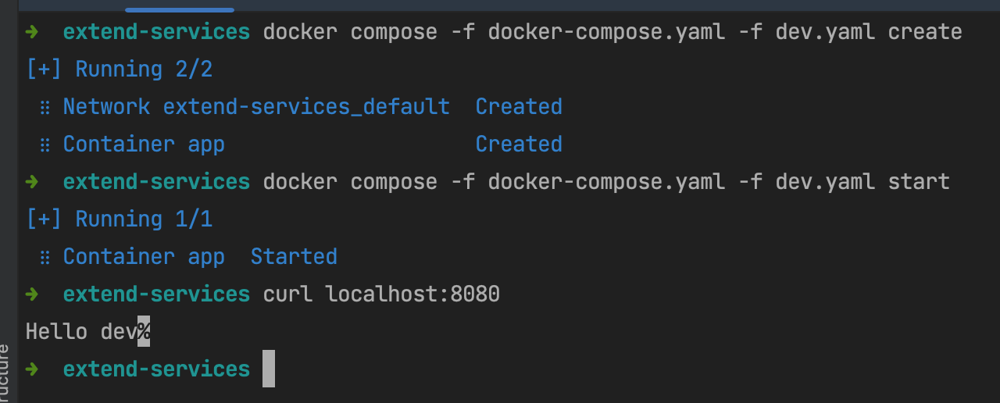 ➜ extend-services docker compose -f docker-compose.yaml -f dev.yaml create
[+] Running 2/2
⠿ Network extend-services_default Created
⠿ Container app Created
➜ extend-services docker compose -f docker-compose.yaml -f dev.yaml start
[+] Running 1/1
⠿ Container app Started
➜ extend-services curl localhost:8080
Hello dev%
➜ extend-services